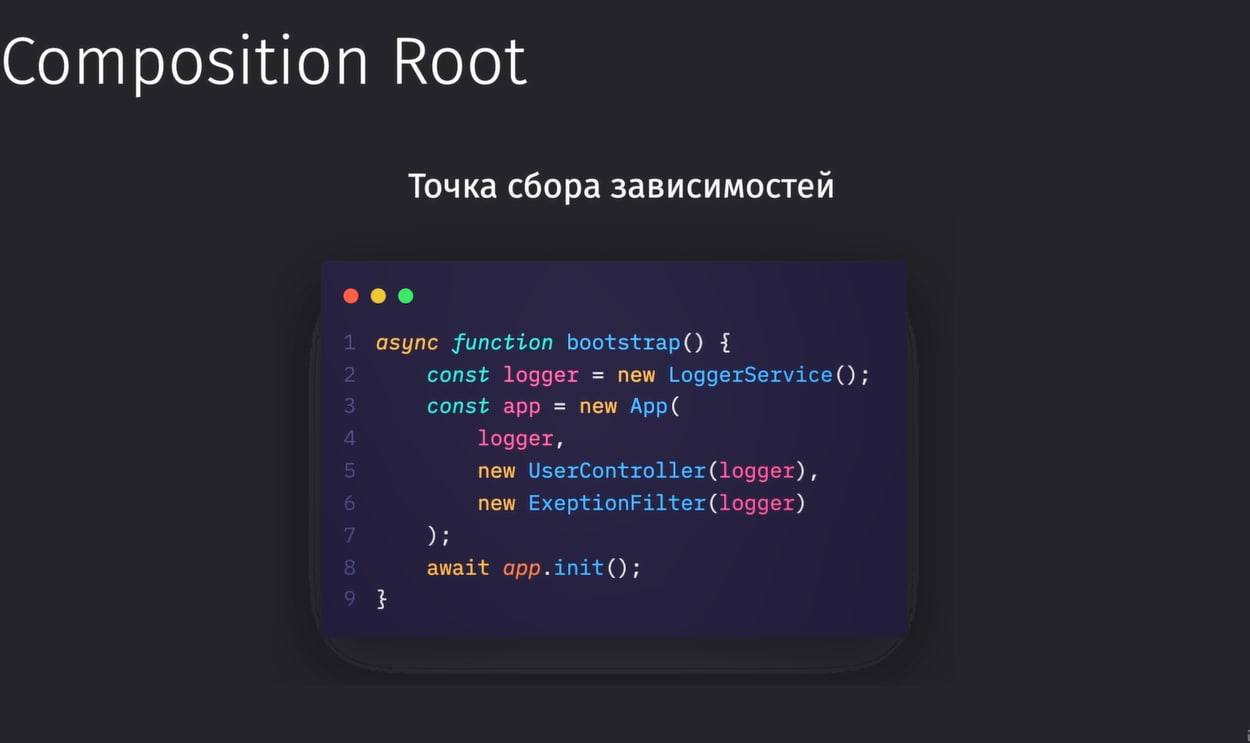 Composition Root
Точка сбора зависимостей
1 async function bootstrap() {
2     const logger = new LoggerService();
3     const app = new App(
4         logger,
5         new UserController(logger),
6         new ExeptionFilter(logger)
7     );
8     await app.init();
9 }